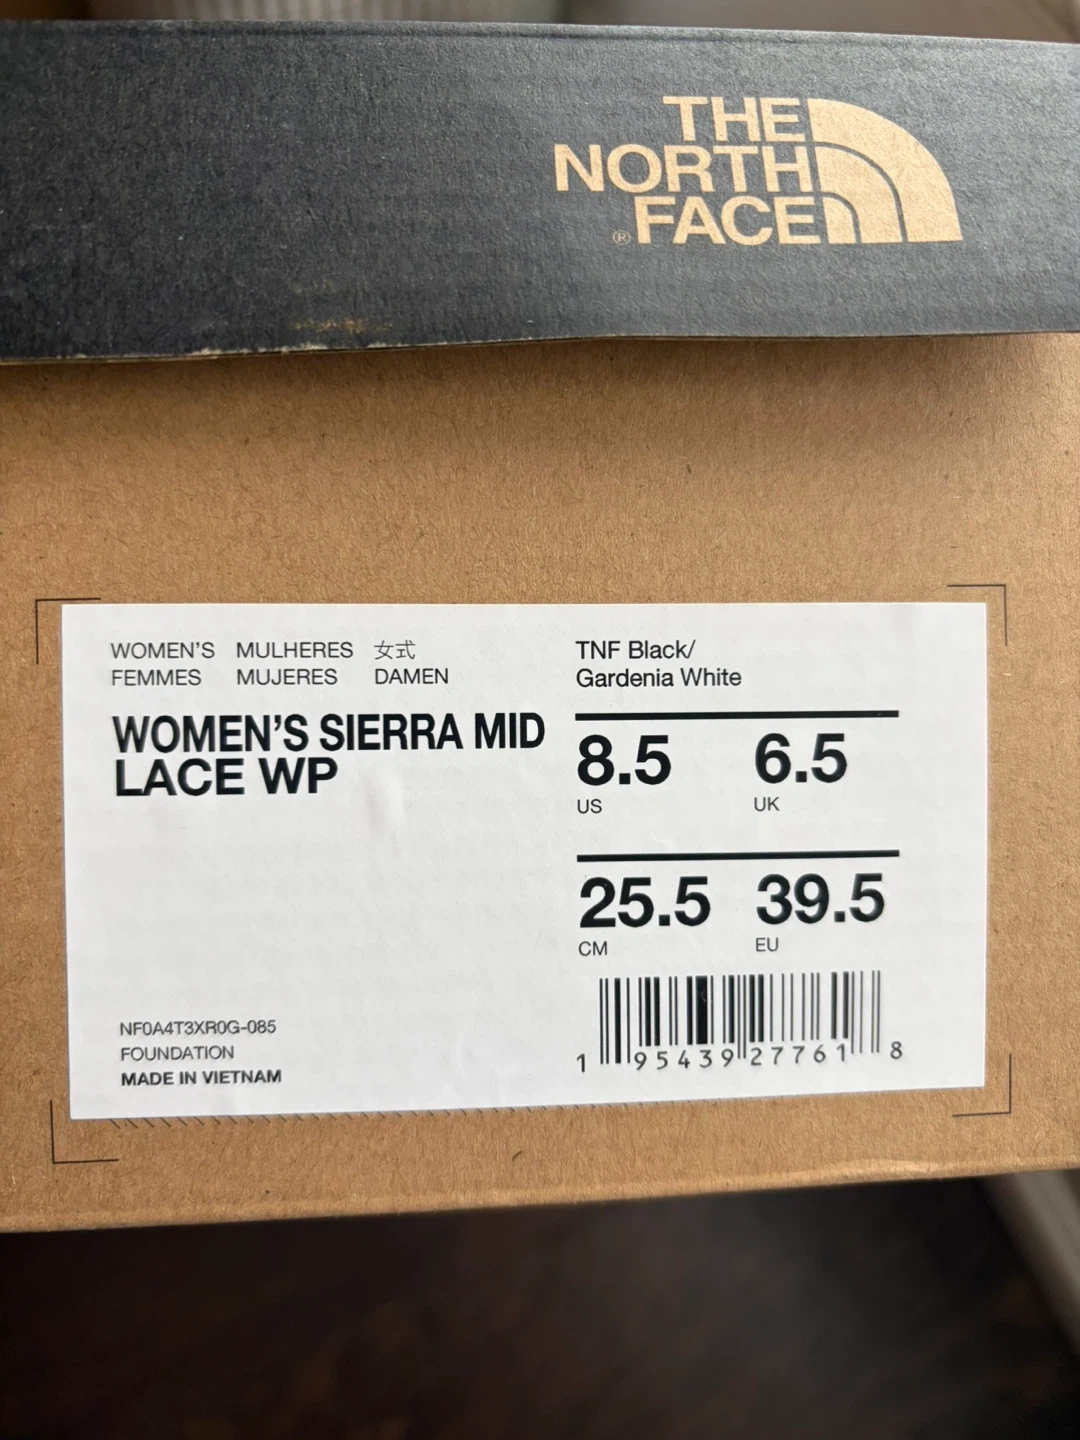 THE
NORTH
FACE
®
WOMEN'S MULHERES 女式
FEMMES MUJERES DAMEN
WOMEN'S SIERRA MID
LACE WP
NF0A4T3XR0G-085
FOUNDATION
MADE IN VIETNAM
TNF Black/
Gardenia White
8.5 6.5
US UK
25.5 39.5
CM EU
1 95439 27761 8